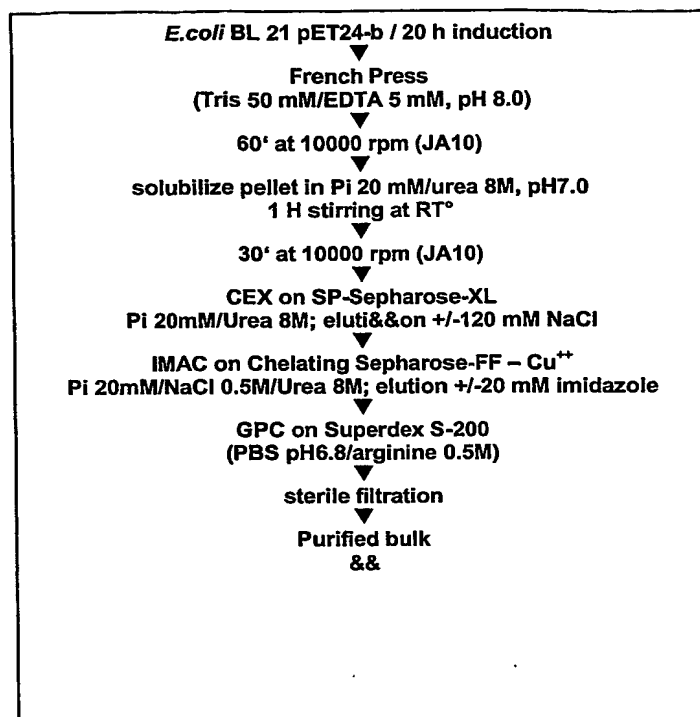 E.coli BL 21 pET24-b / 20 h induction
French Press
(Tris 50 mM/EDTA 5 mM, pH 8.0)
60‘ at 10000 rpm (JA10)
solubilize pellet in Pi 20 mM/urea 8M, pH7.0
1 H stirring at RT°
30‘ at 10000 rpm (JA10)
CEX on SP-Sepharose-XL
Pi 20mM/Urea 8M; eluti&&on +/-120 mM NaCl
IMAC on Chelating Sepharose-FF – Cu⁺⁺
Pi 20mM/NaCl 0.5M/Urea 8M; elution +/-20 mM imidazole
GPC on Superdex S-200
(PBS pH6.8/arginine 0.5M)
sterile filtration
Purified bulk
&&